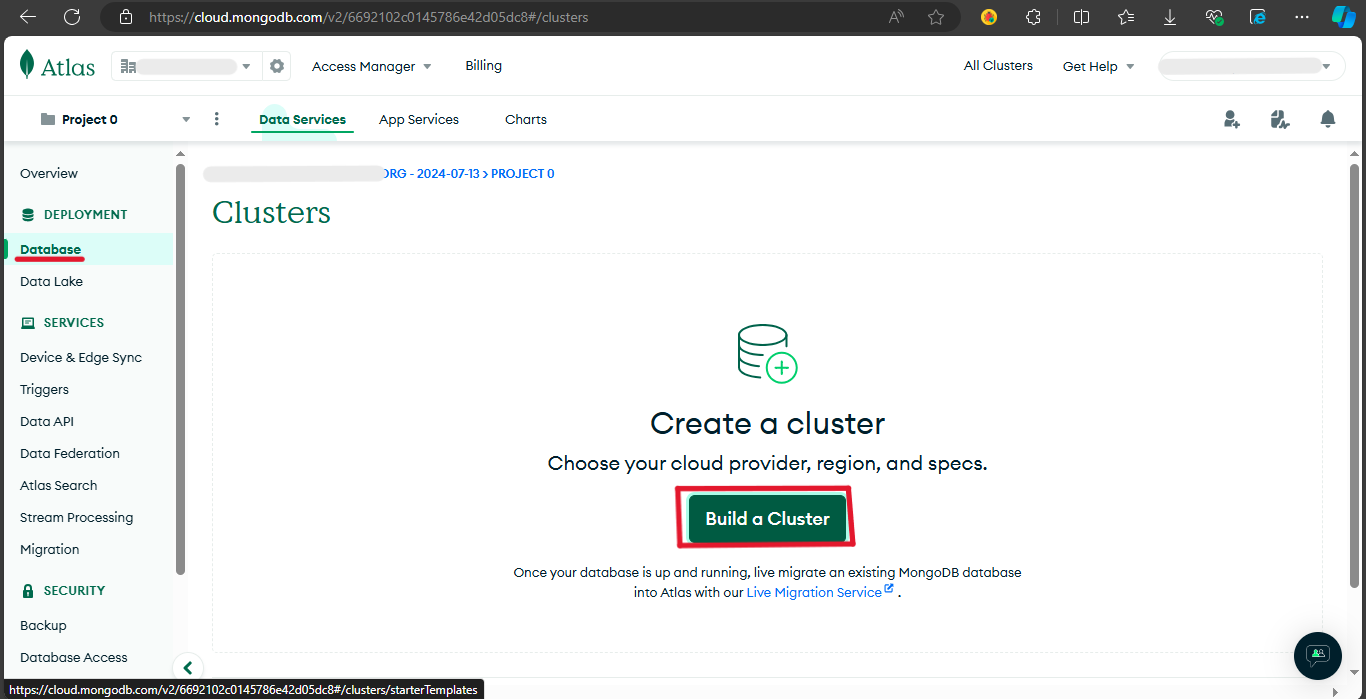 https://cloud.mongodb.com/v2/6692102c0145786e42d05dc8#/clusters
Atlas
Access Manager
Billing
All Clusters
Get Help
Project 0
Data Services
App Services
Charts
Overview
DEPLOYMENT
Database
Data Lake
SERVICES
Device & Edge Sync
Triggers
Data API
Data Federation
Atlas Search
Stream Processing
Migration
SECURITY
Backup
Database Access
ORG - 2024-07-13 > PROJECT 0
Clusters
Create a cluster
Choose your cloud provider, region, and specs.
Build a Cluster
Once your database is up and running, live migrate an existing MongoDB database
into Atlas with our Live Migration Service .
https://cloud.mongodb.com/v2/6692102c0145786e42d05dc8#/clusters/starterTemplates